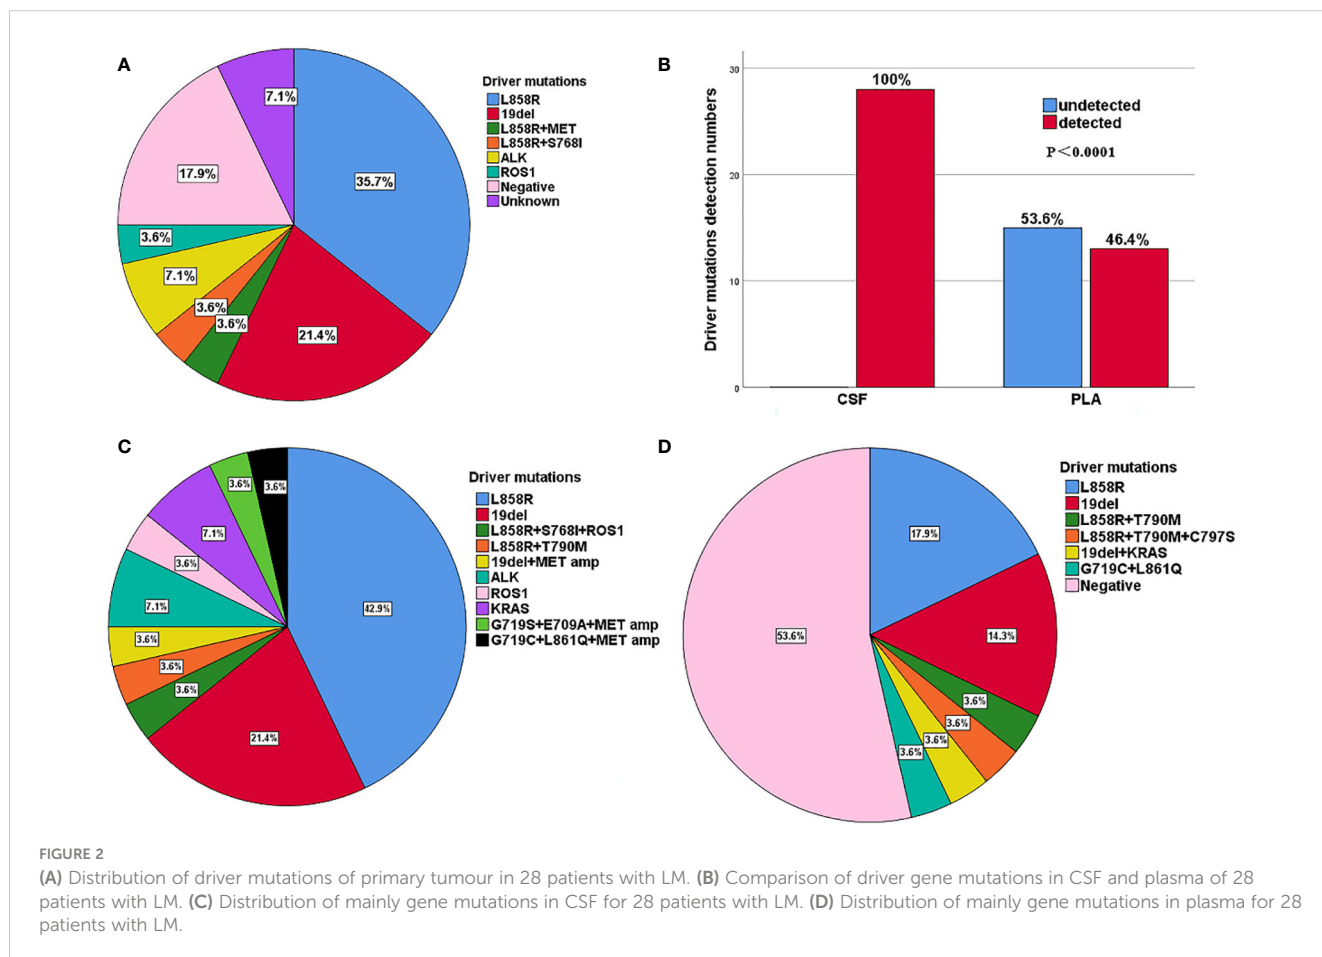 A
7.1%
17.9%
35.7%
3.6%
7.1%
3.6%
3.6%
21.4%
Driver mutations
L858R
19del
L858R+MET
L858R+S768I
ALK
ROS1
Negative
Unknown
B
Driver mutations detection numbers
30
20
10
0
100%
53.6%
46.4%
undetected
detected
P<0.0001
CSF
PLA
C
3.6%
3.6%
7.1%
3.6%
42.9%
7.1%
3.6%
3.6%
3.6%
21.4%
Driver mutations
L858R
19del
L858R+S768I+ROS1
L858R+T790M
19del+MET amp
ALK
ROS1
KRAS
G719S+E709A+MET amp
G719C+L861Q+MET amp
D
17.9%
53.6%
14.3%
3.6%
3.6%
3.6%
3.6%
Driver mutations
L858R
19del
L858R+T790M
L858R+T790M+C797S
19del+KRAS
G719C+L861Q
Negative
FIGURE 2
(A) Distribution of driver mutations of primary tumour in 28 patients with LM. (B) Comparison of driver gene mutations in CSF and plasma of 28
patients with LM. (C) Distribution of mainly gene mutations in CSF for 28 patients with LM. (D) Distribution of mainly gene mutations in plasma for 28
patients with LM.